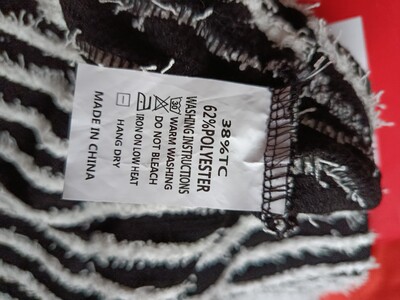 38%TC
62%POLYESTER
WASHING INSTRUCTIONS
30° WARM WASHING
DO NOT BLEACH
IRON ON LOW HEAT
HANG DRY
MADE IN CHINA